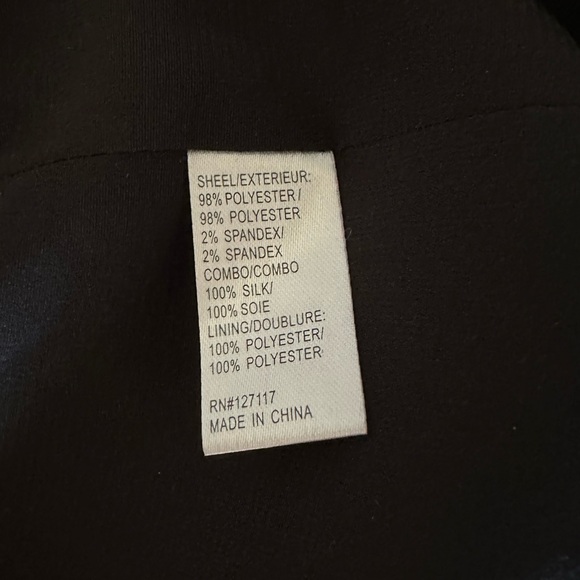 SHEEL/EXTERIEUR:
98% POLYESTER/
98% POLYESTER
2% SPANDEX/
2% SPANDEX
COMBO/COMBO
100% SILK/
100% SOIE
LINING/DOUBLURE:
100% POLYESTER/
100% POLYESTER
RN#127117
MADE IN CHINA